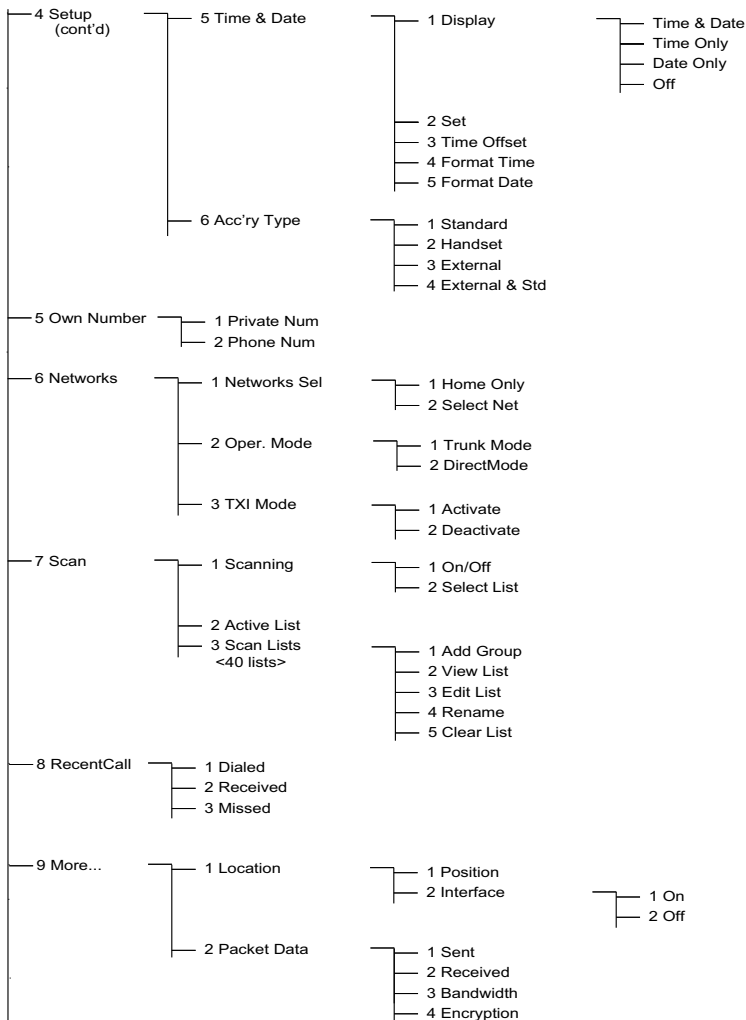 4 Setup
(cont'd)
5 Time & Date
1 Display
Time & Date
Time Only
Date Only
Off
2 Set
3 Time Offset
4 Format Time
5 Format Date
6 Acc'ry Type
1 Standard
2 Handset
3 External
4 External & Std
5 Own Number
1 Private Num
2 Phone Num
6 Networks
1 Networks Sel
1 Home Only
2 Select Net
2 Oper. Mode
1 Trunk Mode
2 DirectMode
3 TXI Mode
1 Activate
2 Deactivate
7 Scan
1 Scanning
1 On/Off
2 Select List
2 Active List
3 Scan Lists
<40 lists>
1 Add Group
2 View List
3 Edit List
4 Rename
5 Clear List
8 RecentCall
1 Dialed
2 Received
3 Missed
9 More...
1 Location
1 Position
2 Interface
1 On
2 Off
2 Packet Data
1 Sent
2 Received
3 Bandwidth
4 Encryption